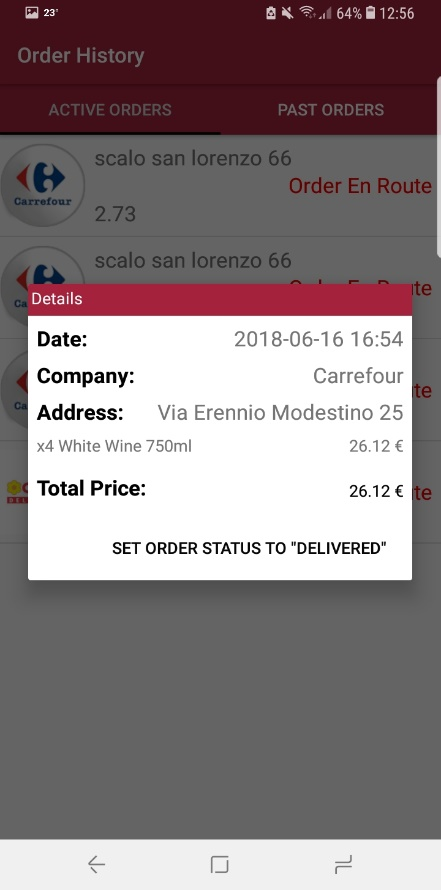 23°
64%
12:56
Order History
ACTIVE ORDERS
PAST ORDERS
Carrefour
scalo san lorenzo 66
Order En Route
2.73
scalo san lorenzo 66
Details
Date:
2018-06-16 16:54
Company:
Carrefour
Address:
Via Erennio Modestino 25
x4 White Wine 750ml
26.12 €
Total Price:
26.12 €
SET ORDER STATUS TO "DELIVERED"